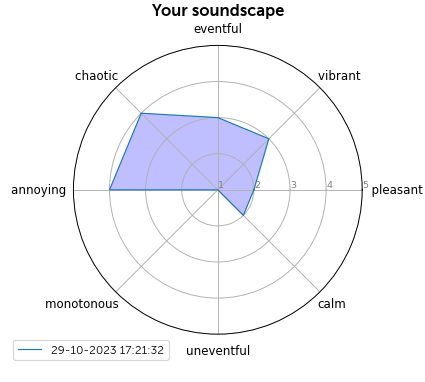 Your soundscape
eventful
chaotic
vibrant
annoying
1 2 3 4 5
pleasant
monotonous
calm
uneventful
29-10-2023 17:21:32